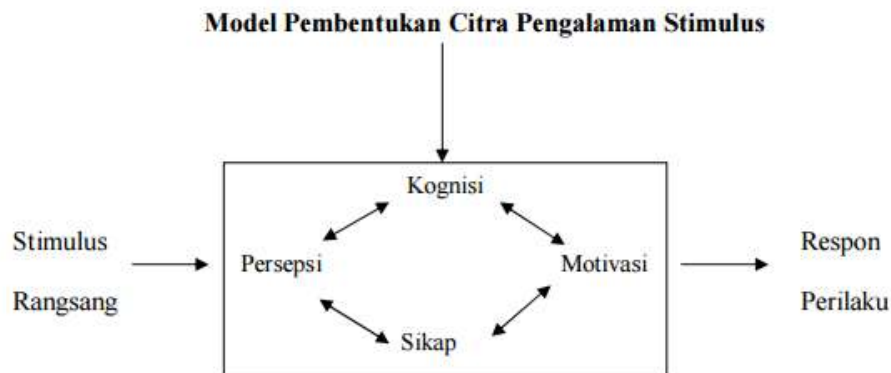 Model Pembentukan Citra Pengalaman Stimulus
Kognisi
Stimulus
Rangsang
Persepsi
Motivasi
Sikap
Respon
Perilaku